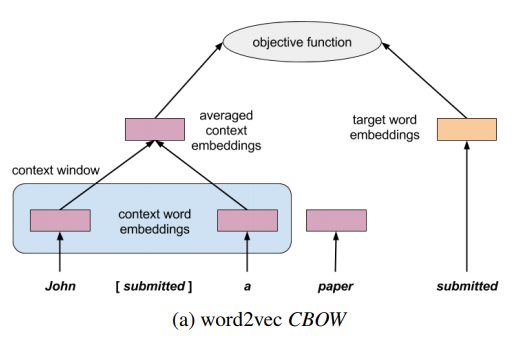 objective function
averaged
context
embeddings
target word
embeddings
context window
context word
embeddings
John [ submitted ] a paper submitted
(a) word2vec CBOW